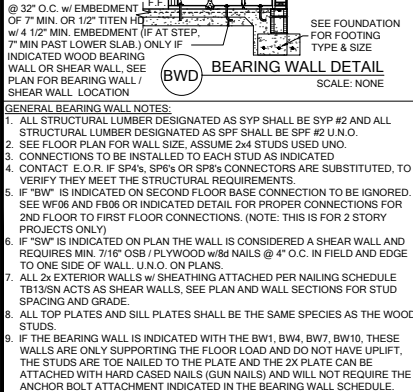 @ 32" O.C. w/ EMBEDMENT
OF 7" MIN. OR 1/2" TITEN HD
w/ 4 1/2" MIN. EMBEDMENT (IF AT STEP,
7" MIN PAST LOWER SLAB.) ONLY IF
INDICATED WOOD BEARING
WALL OR SHEAR WALL, SEE
PLAN FOR BEARING WALL /
SHEAR WALL  LOCATION
F.F.
SEE FOUNDATION
FOR FOOTING
TYPE & SIZE
BWD
BEARING WALL DETAIL
SCALE: NONE
GENERAL BEARING WALL NOTES:
1. ALL STRUCTURAL LUMBER DESIGNATED AS SYP SHALL BE SYP #2 AND ALL
STRUCTURAL LUMBER DESIGNATED AS SPF SHALL BE SPF #2 U.N.O.
2. SEE FLOOR PLAN FOR WALL SIZE, ASSUME 2x4 STUDS USED UNO.
3. CONNECTIONS TO BE INSTALLED TO EACH STUD AS INDICATED
4. CONTACT E.O.R. IF SP4's, SP6's OR SP8's CONNECTORS ARE SUBSTITUTED, TO
VERIFY THEY MEET THE STRUCTURAL REQUIREMENTS.
5. IF "BW" IS INDICATED ON SECOND FLOOR BASE CONNECTION TO BE IGNORED.
SEE WF06 AND FB06 OR INDICATED DETAIL FOR PROPER CONNECTIONS FOR
2ND FLOOR TO FIRST FLOOR CONNECTIONS. (NOTE: THIS IS FOR 2 STORY
PROJECTS ONLY)
6. IF "SW" IS INDICATED ON PLAN THE WALL IS CONSIDERED A SHEAR WALL AND
REQUIRES MIN. 7/16" OSB / PLYWOOD w/8d NAILS @ 4" O.C. IN FIELD AND EDGE
TO ONE SIDE OF WALL. U.N.O. ON PLANS.
7. ALL 2x EXTERIOR WALLS w/ SHEATHING ATTACHED PER NAILING SCHEDULE
TB13/SN ACTS AS SHEAR WALLS, SEE PLAN AND WALL SECTIONS FOR STUD
SPACING AND GRADE.
8. ALL TOP PLATES AND SILL PLATES SHALL BE THE SAME SPECIES AS THE WOOD
STUDS.
9. IF THE BEARING WALL IS INDICATED WITH THE BW1, BW4, BW7, BW10, THESE
WALLS ARE ONLY SUPPORTING THE FLOOR LOAD AND DO NOT HAVE UPLIFT,
THE STUDS ARE TOE NAILED TO THE PLATE AND THE 2X PLATE CAN BE
ATTACHED WITH HARD CASED NAILS (GUN NAILS) AND WILL NOT REQUIRE THE
ANCHOR BOLT ATTACHMENT INDICATED IN THE BEARING WALL SCHEDULE.